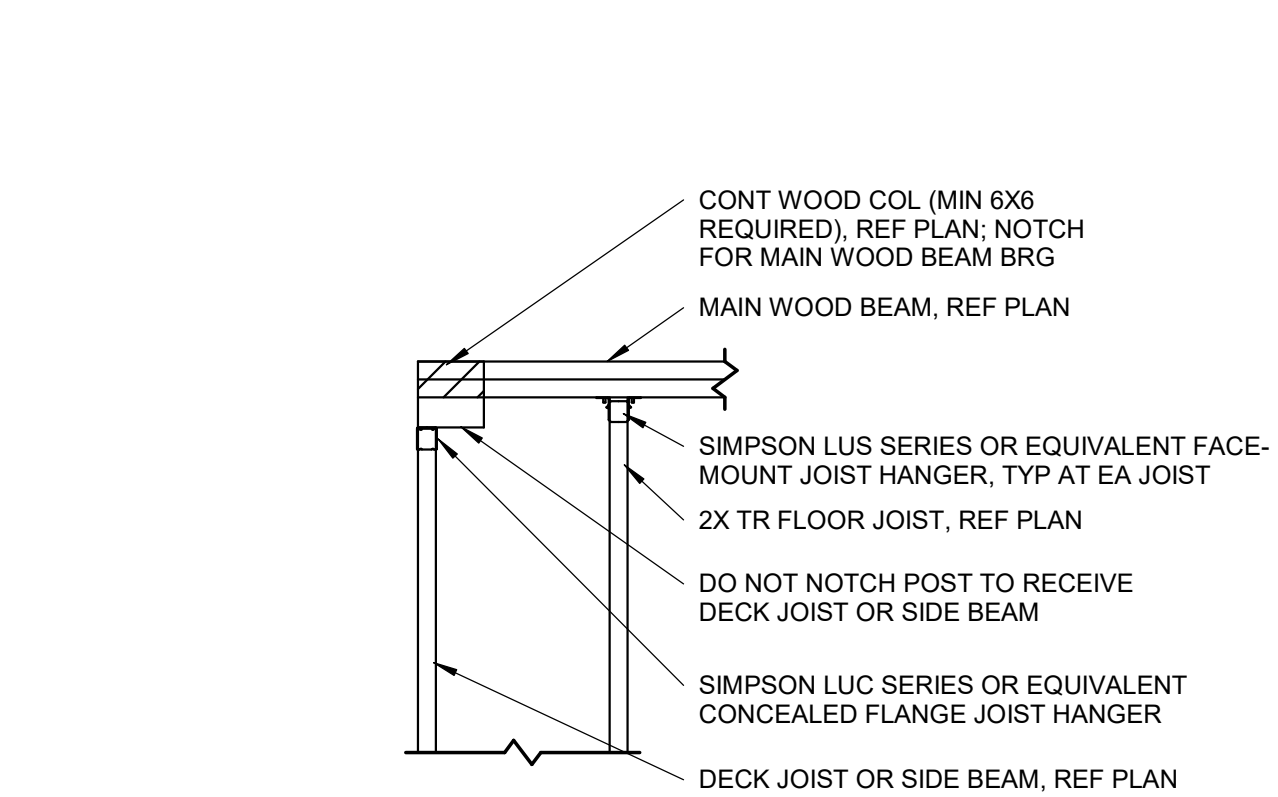 CONT WOOD COL (MIN 6X6
REQUIRED), REF PLAN; NOTCH
FOR MAIN WOOD BEAM BRG
MAIN WOOD BEAM, REF PLAN
SIMPSON LUS SERIES OR EQUIVALENT FACE-
MOUNT JOIST HANGER, TYP AT EA JOIST
2X TR FLOOR JOIST, REF PLAN
DO NOT NOTCH POST TO RECEIVE
DECK JOIST OR SIDE BEAM
SIMPSON LUC SERIES OR EQUIVALENT
CONCEALED FLANGE JOIST HANGER
DECK JOIST OR SIDE BEAM, REF PLAN